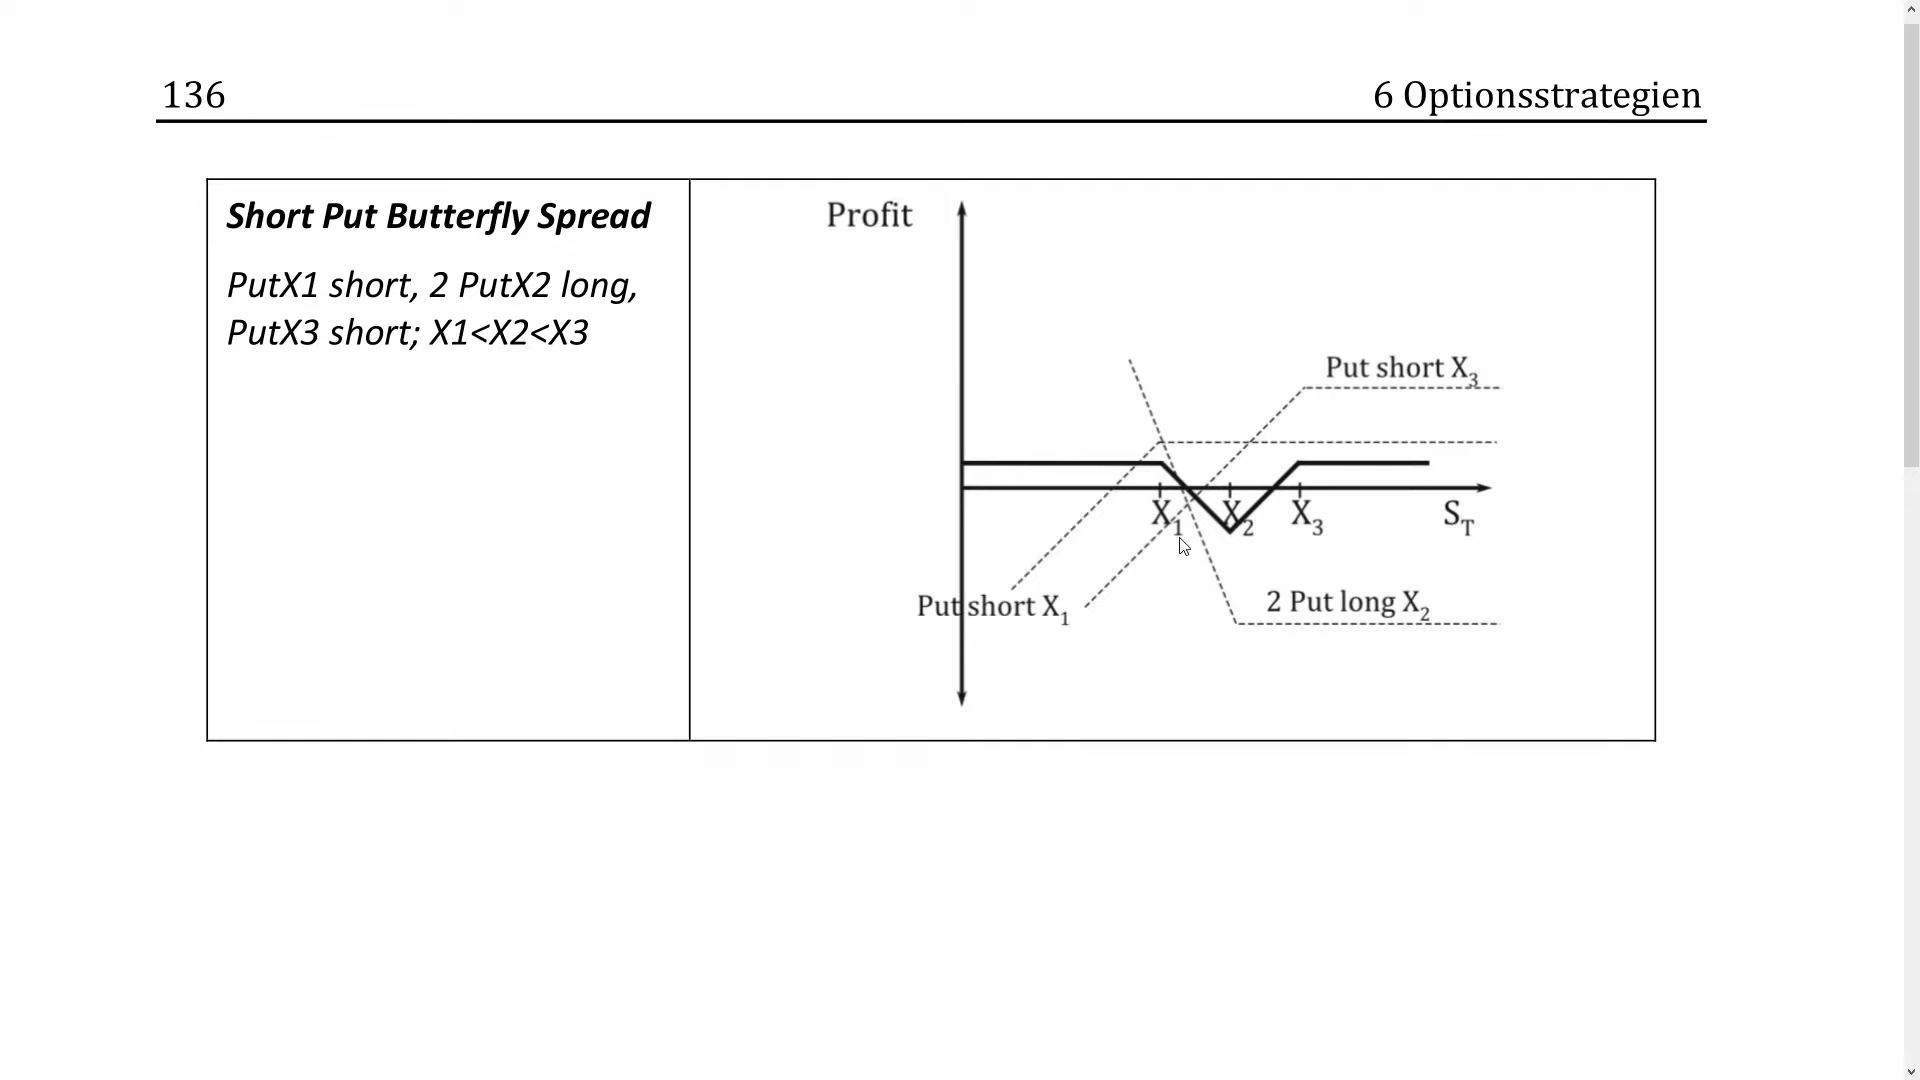 136
6 Optionsstrategien
Short Put Butterfly Spread
PutX1 short, 2 PutX2 long,
PutX3 short; X1<X2<X3
Profit
Put short X3
X1
X2
X3
ST
Put short X1
2 Put long X2